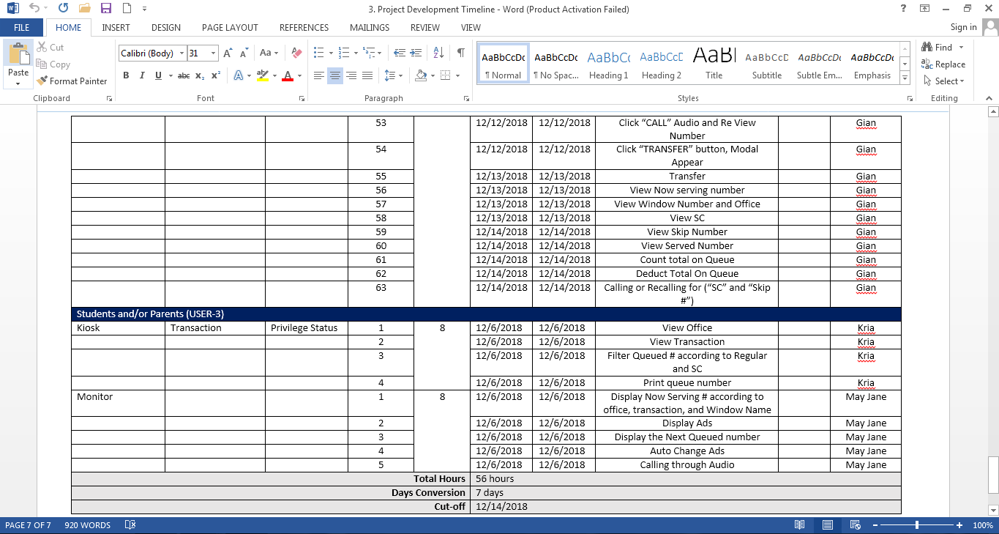 3. Project Development Timeline - Word (Product Activation Failed)
FILE HOME INSERT DESIGN PAGE LAYOUT REFERENCES MAILINGS REVIEW VIEW Sign in
Cut
Copy
Format Painter
Paste
Clipboard
Calibri (Body) 31
Font
Paragraph
AaBbCcDc AaBbCcDc AaBbCc AaBbCcD AaBl AaBbCcD AaBbCcDc AaBbCcDc
¶ Normal ¶ No Spac... Heading 1 Heading 2 Title Subtitle Subtle Em... Emphasis
Styles
Find
Replace
Select
Editing
53 12/12/2018 12/12/2018 Click “CALL” Audio and Re View Gian
Number
54 12/12/2018 12/12/2018 Click “TRANSFER” button, Modal Gian
Appear
55 12/13/2018 12/13/2018 Transfer Gian
56 12/13/2018 12/13/2018 View Now serving number Gian
57 12/13/2018 12/13/2018 View Window Number and Office Gian
58 12/13/2018 12/13/2018 View SC Gian
59 12/14/2018 12/14/2018 View Skip Number Gian
60 12/14/2018 12/14/2018 View Served Number Gian
61 12/14/2018 12/14/2018 Count total on Queue Gian
62 12/14/2018 12/14/2018 Deduct Total On Queue Gian
63 12/14/2018 12/14/2018 Calling or Recalling for (“SC” and “Skip Gian
#”)
Students and/or Parents (USER-3)
Kiosk Transaction Privilege Status 1 8 12/6/2018 12/6/2018 View Office Kria
2 12/6/2018 12/6/2018 View Transaction Kria
3 12/6/2018 12/6/2018 Filter Queued # according to Regular Kria
and SC
4 12/6/2018 12/6/2018 Print queue number Kria
Monitor 1 8 12/6/2018 12/6/2018 Display Now Serving # according to May Jane
office, transaction, and Window Name
2 12/6/2018 12/6/2018 Display Ads May Jane
3 12/6/2018 12/6/2018 Display the Next Queued number May Jane
4 12/6/2018 12/6/2018 Auto Change Ads May Jane
5 12/6/2018 12/6/2018 Calling through Audio May Jane
Total Hours 56 hours
Days Conversion 7 days
Cut-off 12/14/2018
PAGE 7 OF 7 920 WORDS 100%